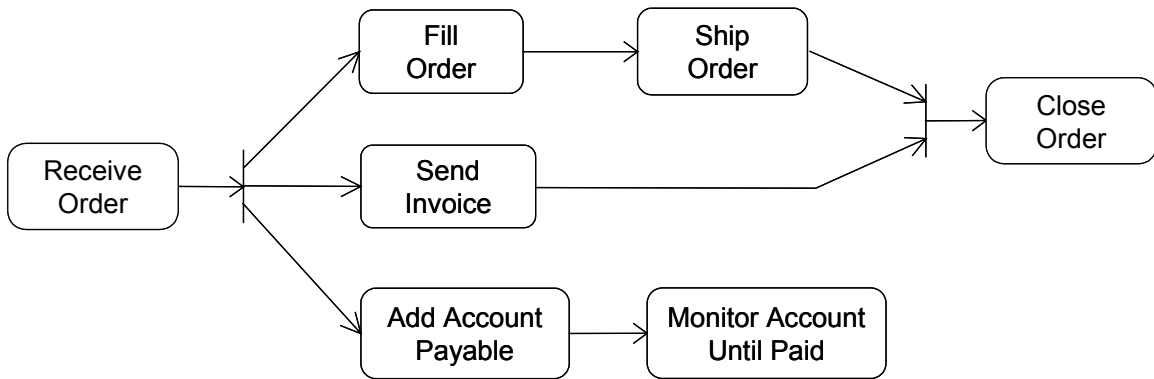 Fill
Order
Ship
Order
Close
Order
Receive
Order
Send
Invoice
Add Account
Payable
Monitor Account
Until Paid